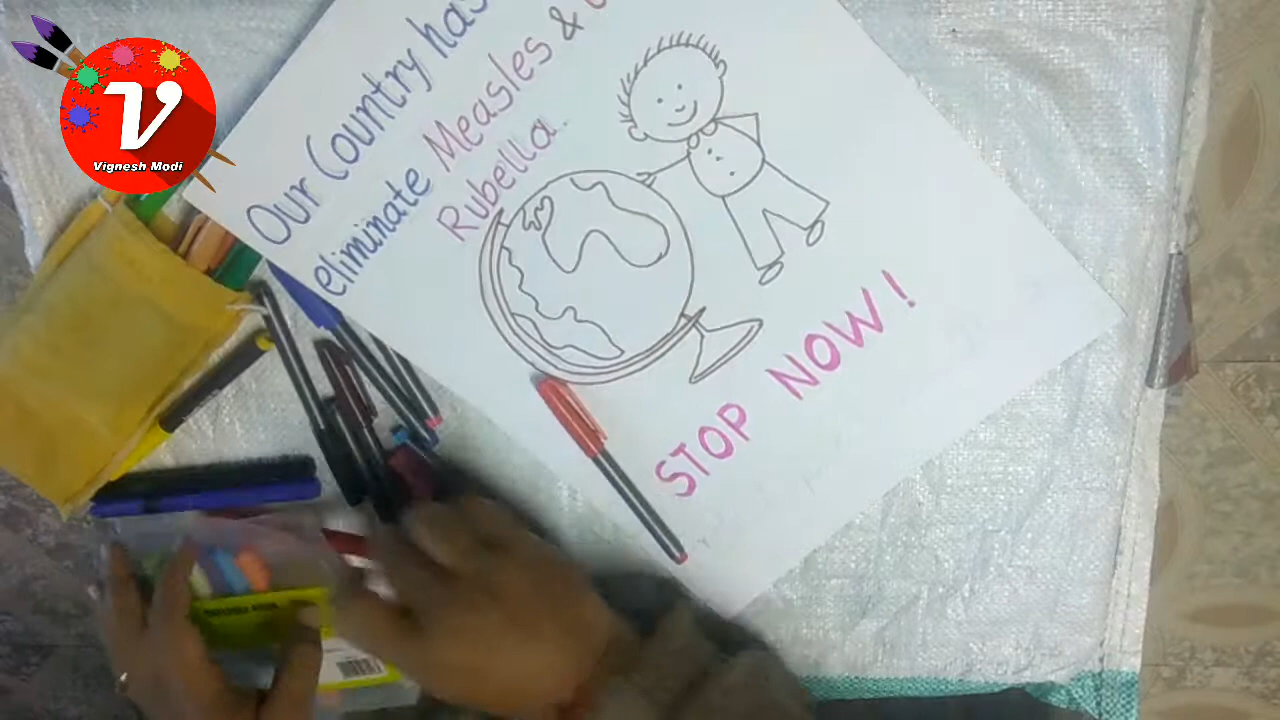 V
Vignesh Modi
Our Country has
eliminate Measles &
Rubella.
STOP NOW!